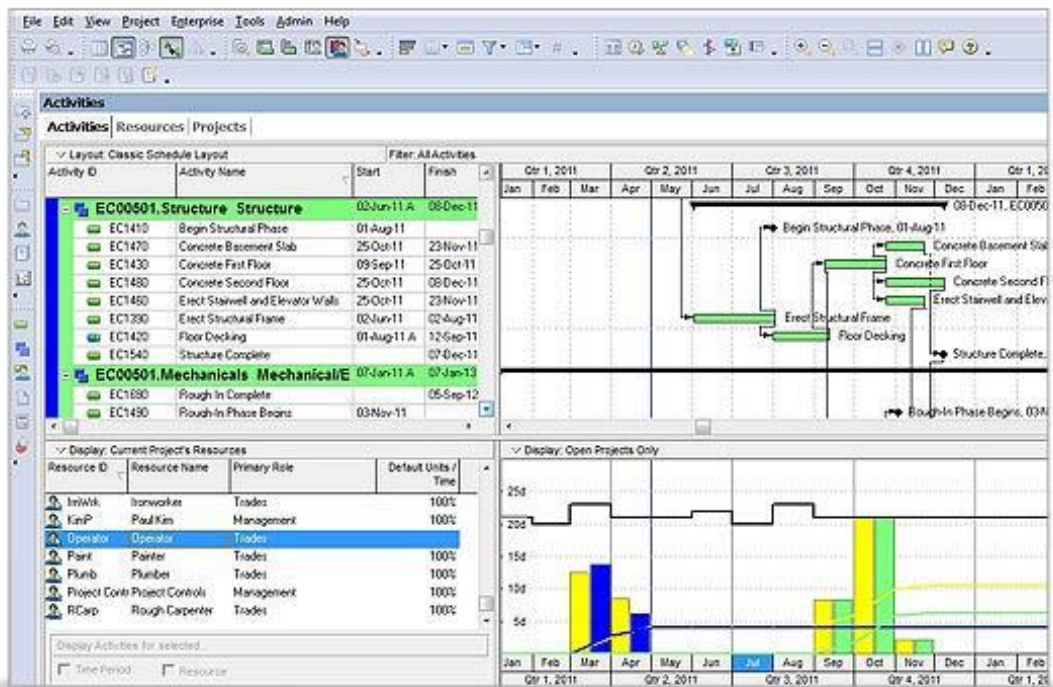 File Edit View Project Enterprise Tools Admin Help
Activities
Activities Resources Projects
Layout: Classic Schedule Layout Filter: All Activities
Activity ID Activity Name Start Finish
Qtr 1, 2011 Qtr 2, 2011 Qtr 3, 2011 Qtr 4, 2011
Jan Feb Mar Apr May Jun Jul Aug Sep Oct Nov Dec Jan Feb
EC00501.Structure Structure 02-Jun-11 A 08-Dec-11
EC1410 Begin Structural Phase 01-Aug-11
EC1470 Concrete Basement Slab 25-Oct-11 23-Nov-11
EC1430 Concrete First Floor 09-Sep-11 25-Oct-11
EC1480 Concrete Second Floor 25-Oct-11 08-Dec-11
EC1460 Erect Stairwell and Elevator Walls 25-Oct-11 23-Nov-11
EC1390 Erect Structural Frame 02-Jun-11 02-Aug-11
EC1420 Floor Decking 01-Aug-11 A 12-Sep-11
EC1540 Structure Complete 07-Dec-11
EC00501.Mechanicals Mechanical/E 07-Jan-11 A 07-Jan-13
EC1690 Rough In Complete 05-Sep-12
EC1490 Rough-In Phase Begins 03-Nov-11
08-Dec-11, EC0050
Begin Structural Phase, 01-Aug-11
Concrete Basement Slab
Concrete First Floor
Concrete Second Fl
Erect Stairwell and Elev
Erect Structural Frame
Floor Decking
Structure Complete,
Rough-In Phase Begins, 03-N
Display: Current Project's Resources
Resource ID Resource Name Primary Role Default Units / Time
IrnWrk Ironworker Trades 100%
KimP Paul Kim Management 100%
Operator Operator Trades
Paint Painter Trades 100%
Plumb Plumber Trades 100%
Project Contr Project Controls Management 100%
RCarp Rough Carpenter Trades 100%
Display Activities for selected...
Time Period Resource
Display: Open Projects Only
25d
20d
15d
10d
5d
Jan Feb Mar Apr May Jun Jul Aug Sep Oct Nov Dec Jan Feb
Qtr 1, 2011 Qtr 2, 2011 Qtr 3, 2011 Qtr 4, 2011